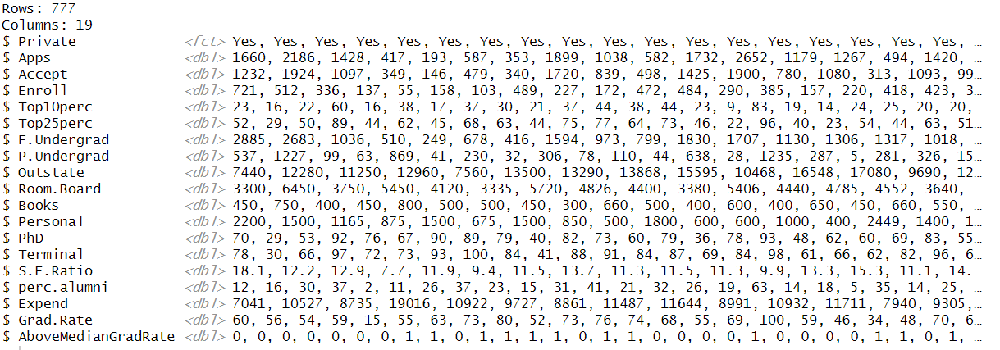 Rows: 777
Columns: 19
$ Private <fct> Yes, Yes, Yes, Yes, Yes, Yes, Yes, Yes, Yes, Yes, Yes, Yes, Yes, Yes, Yes, Yes, Yes, Yes, …
$ Apps <dbl> 1660, 2186, 1428, 417, 193, 587, 353, 1899, 1038, 582, 1732, 2652, 1179, 1267, 494, 1420, …
$ Accept <dbl> 1232, 1924, 1097, 349, 146, 479, 340, 1720, 839, 498, 1425, 1900, 780, 1080, 313, 1093, 99…
$ Enroll <dbl> 721, 512, 336, 137, 55, 158, 103, 489, 227, 172, 472, 484, 290, 385, 157, 220, 418, 423, 3…
$ Top10perc <dbl> 23, 16, 22, 60, 16, 38, 17, 37, 30, 21, 37, 44, 38, 44, 23, 9, 83, 19, 14, 24, 25, 20, 20,…
$ Top25perc <dbl> 52, 29, 50, 89, 44, 62, 45, 68, 63, 44, 75, 77, 64, 73, 46, 22, 96, 40, 23, 54, 44, 63, 51…
$ F.Undergrad <dbl> 2885, 2683, 1036, 510, 249, 678, 416, 1594, 973, 799, 1830, 1707, 1130, 1306, 1317, 1018, …
$ P.Undergrad <dbl> 537, 1227, 99, 63, 869, 41, 230, 32, 306, 78, 110, 44, 638, 28, 1235, 287, 5, 281, 326, 15…
$ Outstate <dbl> 7440, 12280, 11250, 12960, 7560, 13500, 13290, 13868, 15595, 10468, 16548, 17080, 9690, 12…
$ Room.Board <dbl> 3300, 6450, 3750, 5450, 4120, 3335, 5720, 4826, 4400, 3380, 5406, 4440, 4785, 4552, 3640, …
$ Books <dbl> 450, 750, 400, 450, 800, 500, 500, 450, 300, 660, 500, 400, 600, 400, 650, 450, 660, 550, …
$ Personal <dbl> 2200, 1500, 1165, 875, 1500, 675, 1500, 850, 500, 1800, 600, 600, 1000, 400, 2449, 1400, 1…
$ PhD <dbl> 70, 29, 53, 92, 76, 67, 90, 89, 79, 40, 82, 73, 60, 79, 36, 78, 93, 48, 62, 60, 69, 83, 55…
$ Terminal <dbl> 78, 30, 66, 97, 72, 73, 93, 100, 84, 41, 88, 91, 84, 87, 69, 84, 98, 61, 66, 62, 82, 96, 6…
$ S.F.Ratio <dbl> 18.1, 12.2, 12.9, 7.7, 11.9, 9.4, 11.5, 13.7, 11.3, 11.5, 11.3, 9.9, 13.3, 15.3, 11.1, 14.…
$ perc.alumni <dbl> 12, 16, 30, 37, 2, 11, 26, 37, 23, 15, 31, 41, 21, 32, 26, 19, 63, 14, 18, 5, 35, 14, 25, …
$ Expend <dbl> 7041, 10527, 8735, 19016, 10922, 9727, 8861, 11487, 11644, 8991, 10932, 11711, 7940, 9305,…
$ Grad.Rate <dbl> 60, 56, 54, 59, 15, 55, 63, 73, 80, 52, 73, 76, 74, 68, 55, 69, 100, 59, 46, 34, 48, 70, 6…
$ AboveMedianGradRate <dbl> 0, 0, 0, 0, 0, 0, 0, 1, 1, 0, 1, 1, 1, 1, 0, 1, 1, 0, 0, 0, 0, 1, 0, 0, 0, 0, 1, 1, 0, 1, …